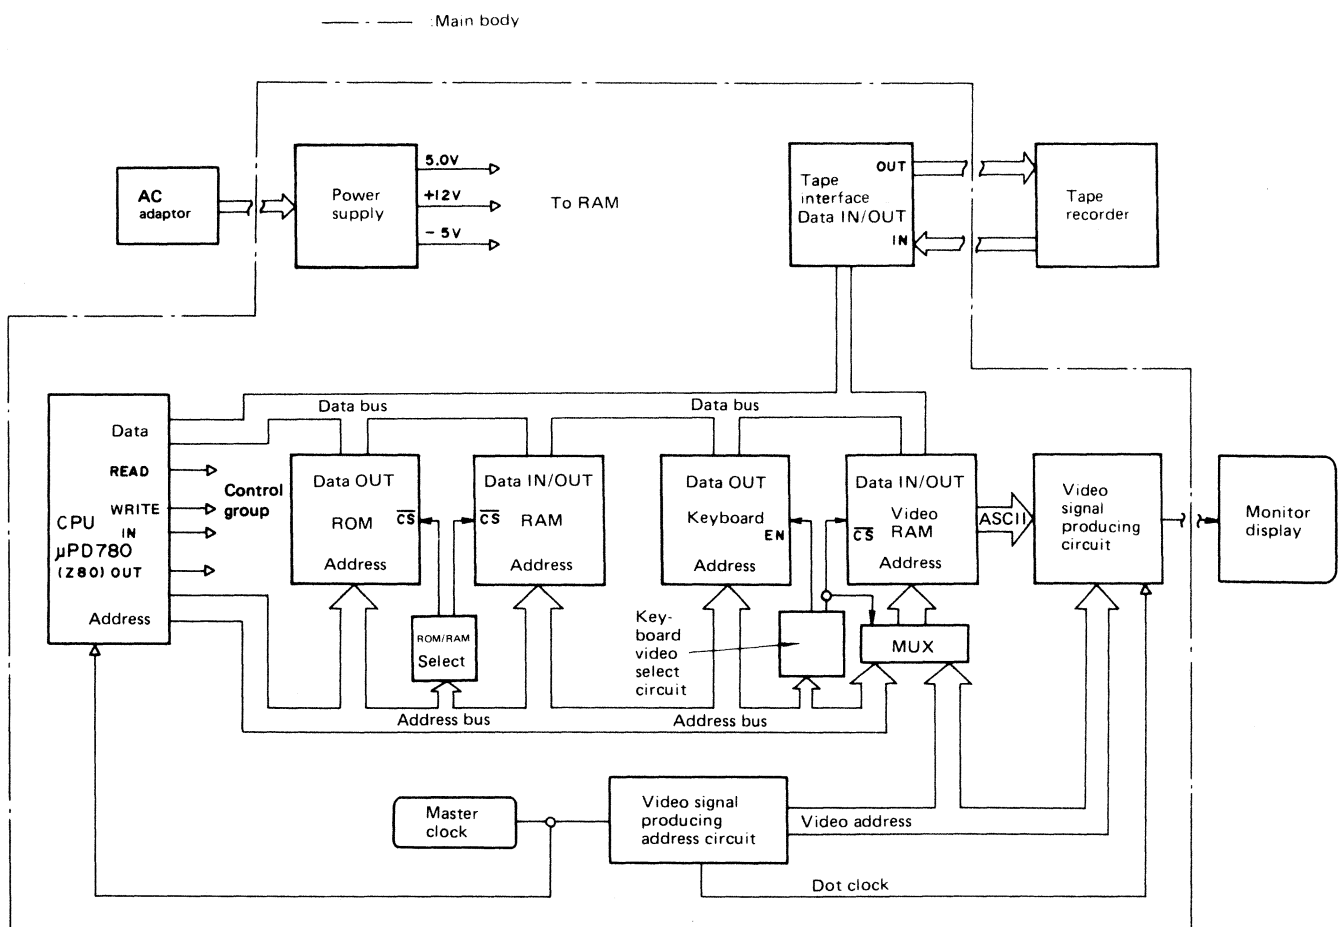 :Main body
AC
adaptor
Power
supply
5.0V
+12V
- 5V
To RAM
Tape
interface
Data IN/OUT
OUT
IN
Tape
recorder
Data bus
Data bus
Data
READ
WRITE
IN
CPU
μPD780
(Z80) OUT
Address
Control
group
Data OUT
ROM
CS
Address
Data IN/OUT
CS
RAM
Address
Data OUT
Keyboard
EN
Address
Data IN/OUT
Video
CS
RAM
Address
ASCII
Video
signal
producing
circuit
Monitor
display
ROM/RAM
Select
Key-
board
video
select
circuit
MUX
Address bus
Address bus
Master
clock
Video signal
producing
address circuit
Video address
Dot clock